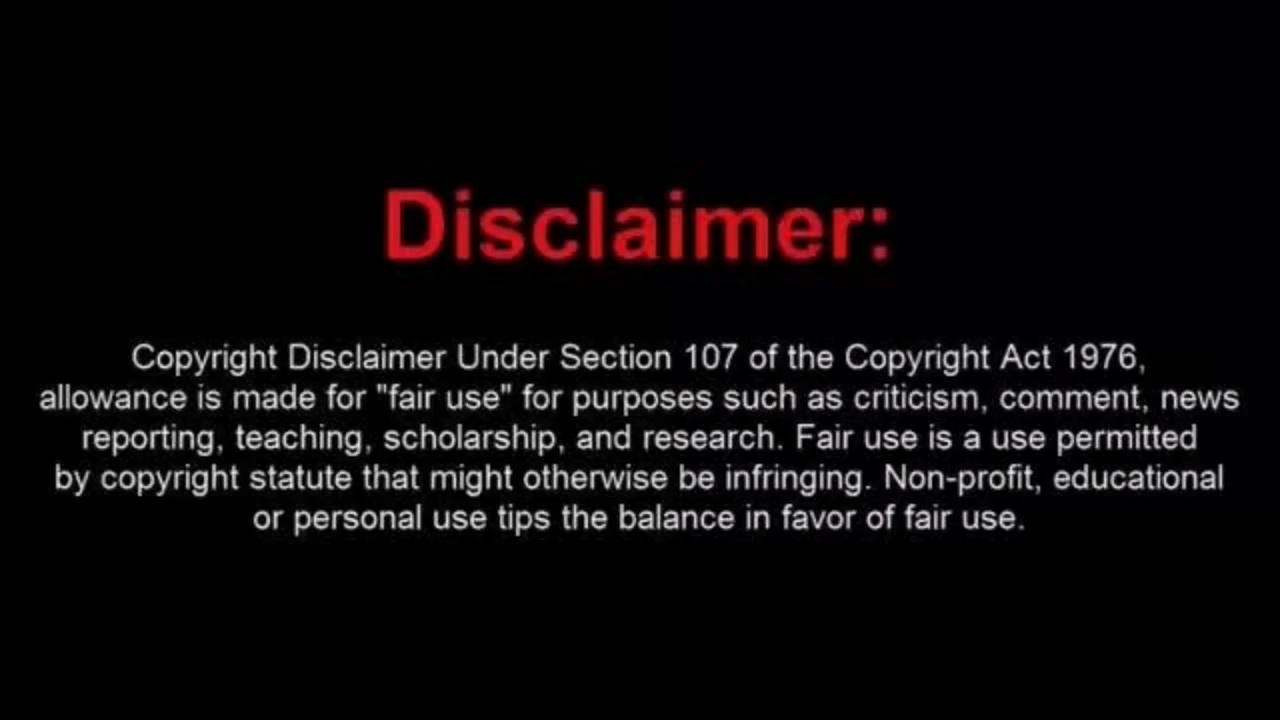 Disclaimer:
Copyright Disclaimer Under Section 107 of the Copyright Act 1976,
allowance is made for "fair use" for purposes such as criticism, comment, news
reporting, teaching, scholarship, and research. Fair use is a use permitted
by copyright statute that might otherwise be infringing. Non-profit, educational
or personal use tips the balance in favor of fair use.